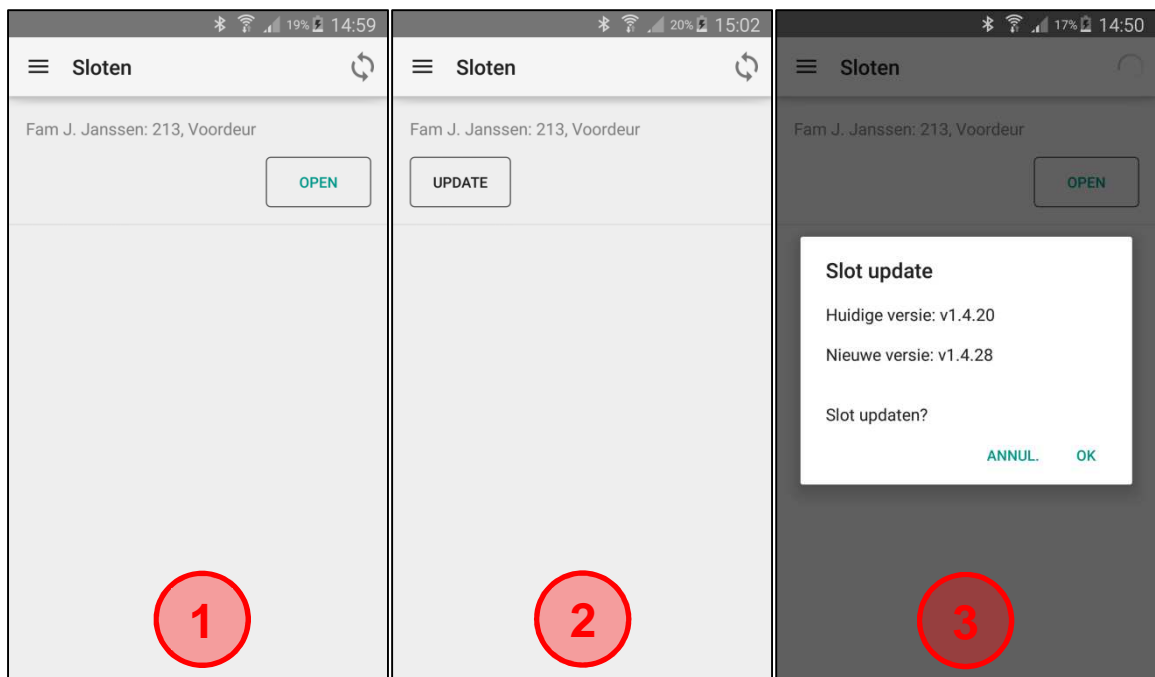 19% 14:59
Sloten
Fam J. Janssen: 213, Voordeur
OPEN
1
20% 15:02
Sloten
Fam J. Janssen: 213, Voordeur
UPDATE
2
17% 14:50
Sloten
Fam J. Janssen: 213, Voordeur
OPEN
Slot update
Huidige versie: v1.4.20
Nieuwe versie: v1.4.28
Slot updaten?
ANNUL. OK
3